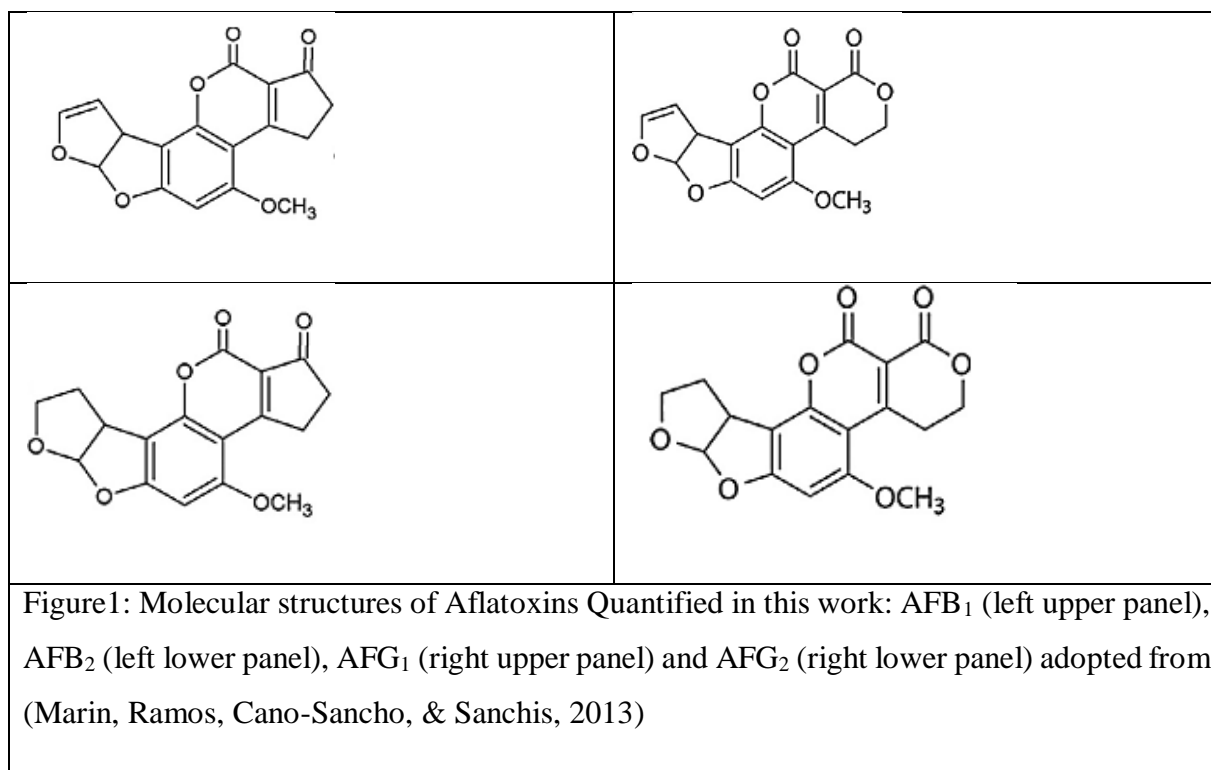 O
O
O
O
O
OCH3
O
O
O
O
O
O
OCH3
O
O
O
O
O
OCH3
O
O
O
O
O
O
OCH3
Figure1: Molecular structures of Aflatoxins Quantified in this work: AFB1 (left upper panel),
AFB2 (left lower panel), AFG1 (right upper panel) and AFG2 (right lower panel) adopted from
(Marin, Ramos, Cano-Sancho, & Sanchis, 2013)